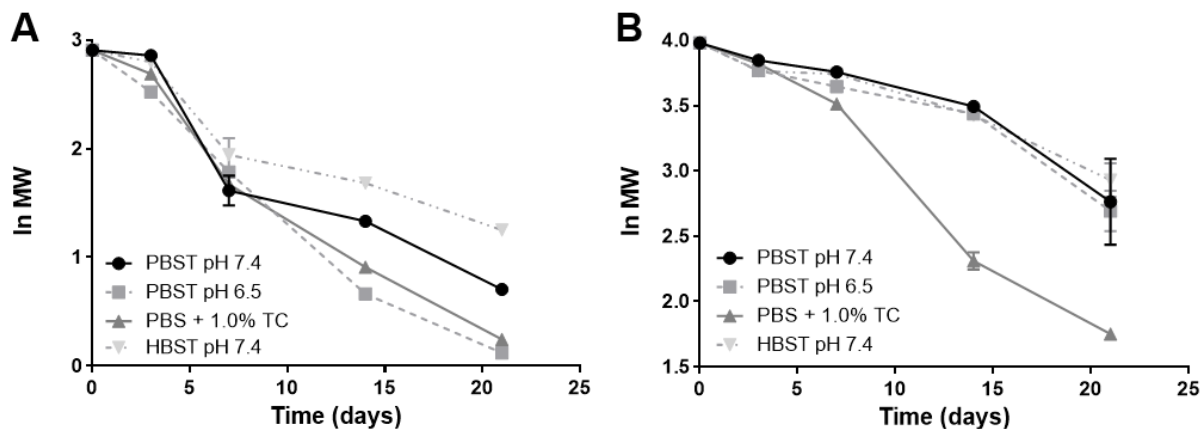 A
ln MW
3
2
1
0
PBST pH 7.4
PBST pH 6.5
PBS + 1.0% TC
HBST pH 7.4
0 5 10 15 20 25
Time (days)
B
ln MW
4.0
3.5
3.0
2.5
2.0
1.5
PBST pH 7.4
PBST pH 6.5
PBS + 1.0% TC
HBST pH 7.4
0 5 10 15 20 25
Time (days)